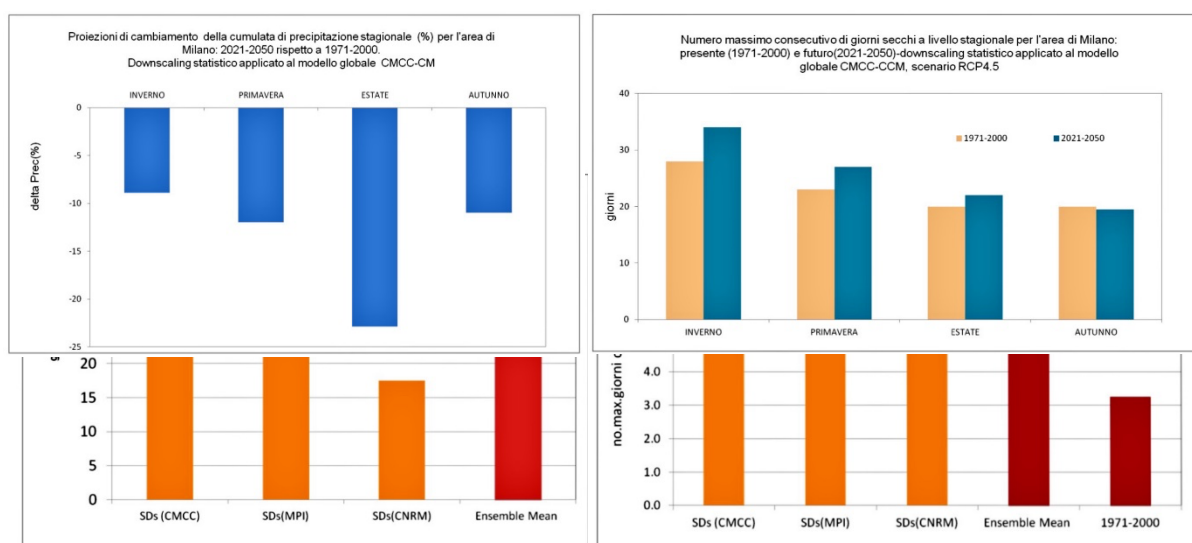 Proiezioni di cambiamento della cumulata di precipitazione stagionale (%) per l'area di
Milano: 2021-2050 rispetto a 1971-2000.
Downscaling statistico applicato al modello globale CMCC-CM
INVERNO PRIMAVERA ESTATE AUTUNNO
delta Prec(%)
0
-5
-10
-15
-20
-25
Numero massimo consecutivo di giorni secchi a livello stagionale per l'area di Milano:
presente (1971-2000) e futuro(2021-2050)-downscaling statistico applicato al modello
globale CMCC-CCM, scenario RCP4.5
1971-2000 2021-2050
giorni
40
30
20
10
0
INVERNO PRIMAVERA ESTATE AUTUNNO
20
15
10
5
0
SDs (CMCC) SDs(MPI) SDs(CNRM) Ensemble Mean
no.max.giorni
4.0
3.0
2.0
1.0
0.0
SDs (CMCC) SDs(MPI) SDs(CNRM) Ensemble Mean 1971-2000